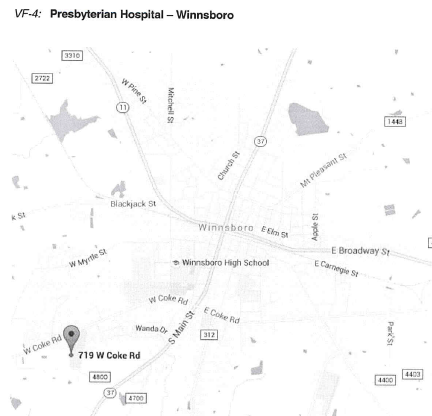 VF-4: Presbyterian Hospital – Winnsboro
3310
2722
W Pine St
Mitchell St
11
1448
37
Church St
Mt Pleasant St
Blackjack St
Apple St
k St
Winnsboro
E Elm St
E Broadway St
W Myrtle St
Winnsboro High School
E Carnegie St
W Coke Rd
E Coke Rd
Wanda Dr
S Main St
312
Park St
W Coke Rd
719 W Coke Rd
4800
4400
4403
37
4700